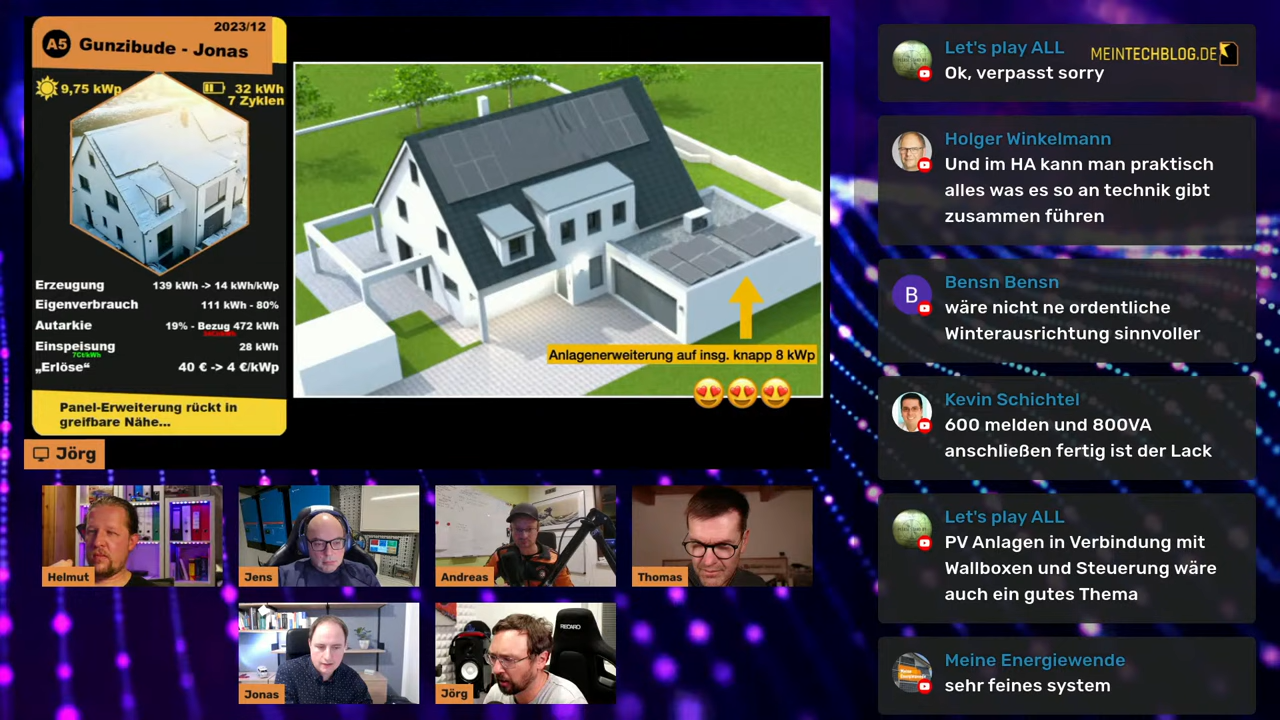 2023/12
A5 Gunzibude - Jonas
9,75 kWp
32 kWh
7 Zyklen
Erzeugung 139 kWh -> 14 kWh/kWp
Eigenverbrauch 111 kWh - 80%
Autarkie 19% - Bezug 472 kWh
Einspeisung 28 kWh
7Ct/kWh
„Erlöse“ 40 € -> 4 €/kWp
Panel-Erweiterung rückt in
greifbare Nähe...
Anlagenerweiterung auf insg. knapp 8 kWp
Jörg
Helmut
Jens
Andreas
Thomas
Jonas
Jörg
RECARO
MEINTECHBLOG.DE
Let's play ALL
Ok, verpasst sorry
Holger Winkelmann
Und im HA kann man praktisch
alles was es so an technik gibt
zusammen führen
B
Bensn Bensn
wäre nicht ne ordentliche
Winterausrichtung sinnvoller
Kevin Schichtel
600 melden und 800VA
anschließen fertig ist der Lack
Let's play ALL
PV Anlagen in Verbindung mit
Wallboxen und Steuerung wäre
auch ein gutes Thema
Meine Energiewende
sehr feines system